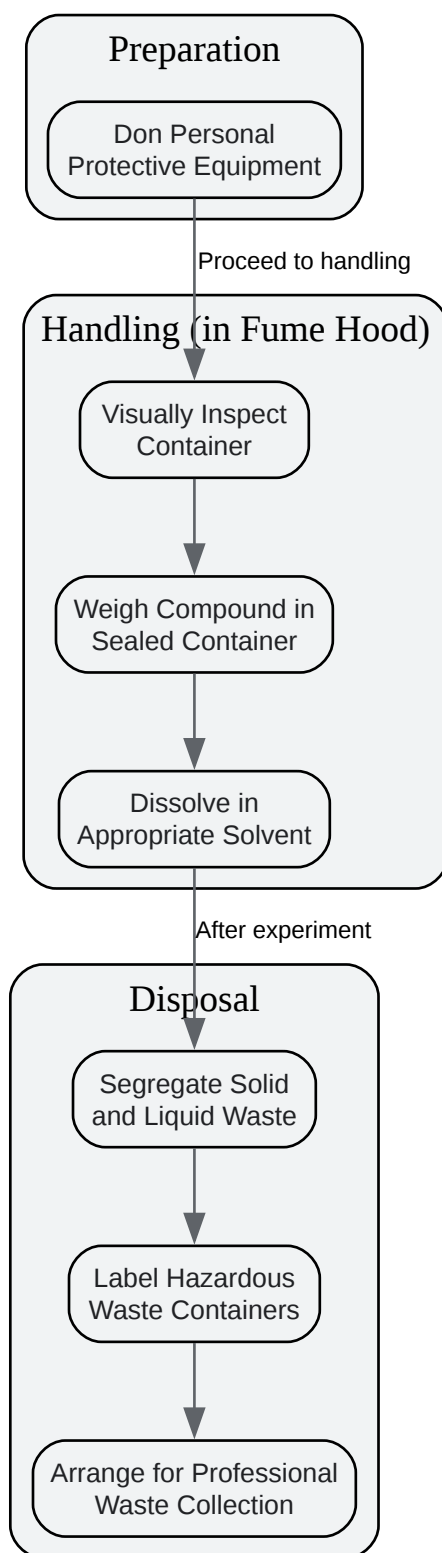 Preparation
Don Personal
Protective Equipment
Proceed to handling
Handling (in Fume Hood)
Visually Inspect
Container
Weigh Compound in
Sealed Container
Dissolve in
Appropriate Solvent
After experiment
Disposal
Segregate Solid
and Liquid Waste
Label Hazardous
Waste Containers
Arrange for Professional
Waste Collection